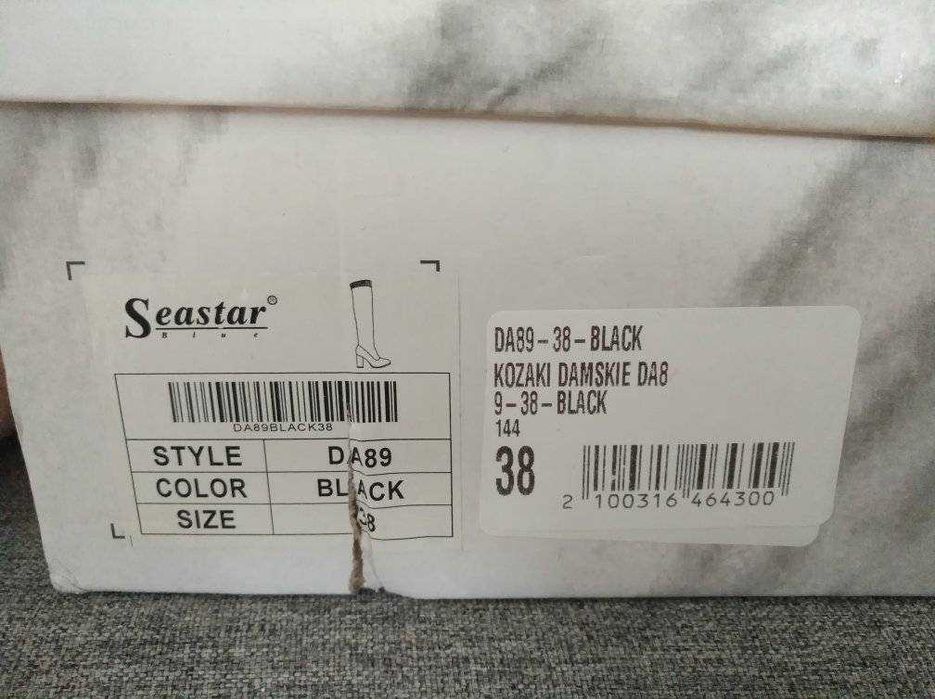 Seastar®
Blue
DA89BLACK38
STYLE DA89
COLOR BLACK
SIZE 38
DA89-38-BLACK
KOZAKI DAMSKIE DA8
9-38-BLACK
144
38
2 100316 464300